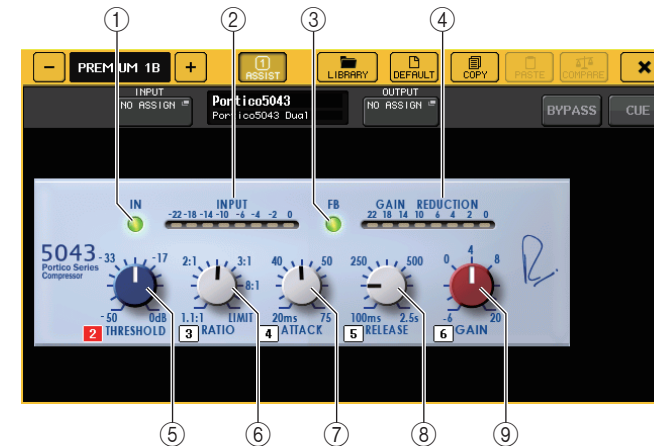 ① ② ③ ④
− PREMIUM 1B + 1 ASSIST LIBRARY DEFAULT COPY PASTE COMPARE ×
INPUT OUTPUT
NO ASSIGN Portico5043 NO ASSIGN BYPASS CUE
Portico5043 Dual
IN INPUT FB GAIN REDUCTION
-22 -18 -14 -10 -6 -4 -2 0 22 18 14 10 6 4 2 0
5043 -33 -17 2:1 3:1 40 50 250 500 0 4 8
Portico Series
Compressor
8:1
-50 0dB 1.1:1 LIMIT 20ms 75 100ms 2.5s -6 20
2 THRESHOLD 3 RATIO 4 ATTACK 5 RELEASE 6 GAIN
⑤ ⑥ ⑦ ⑧ ⑨